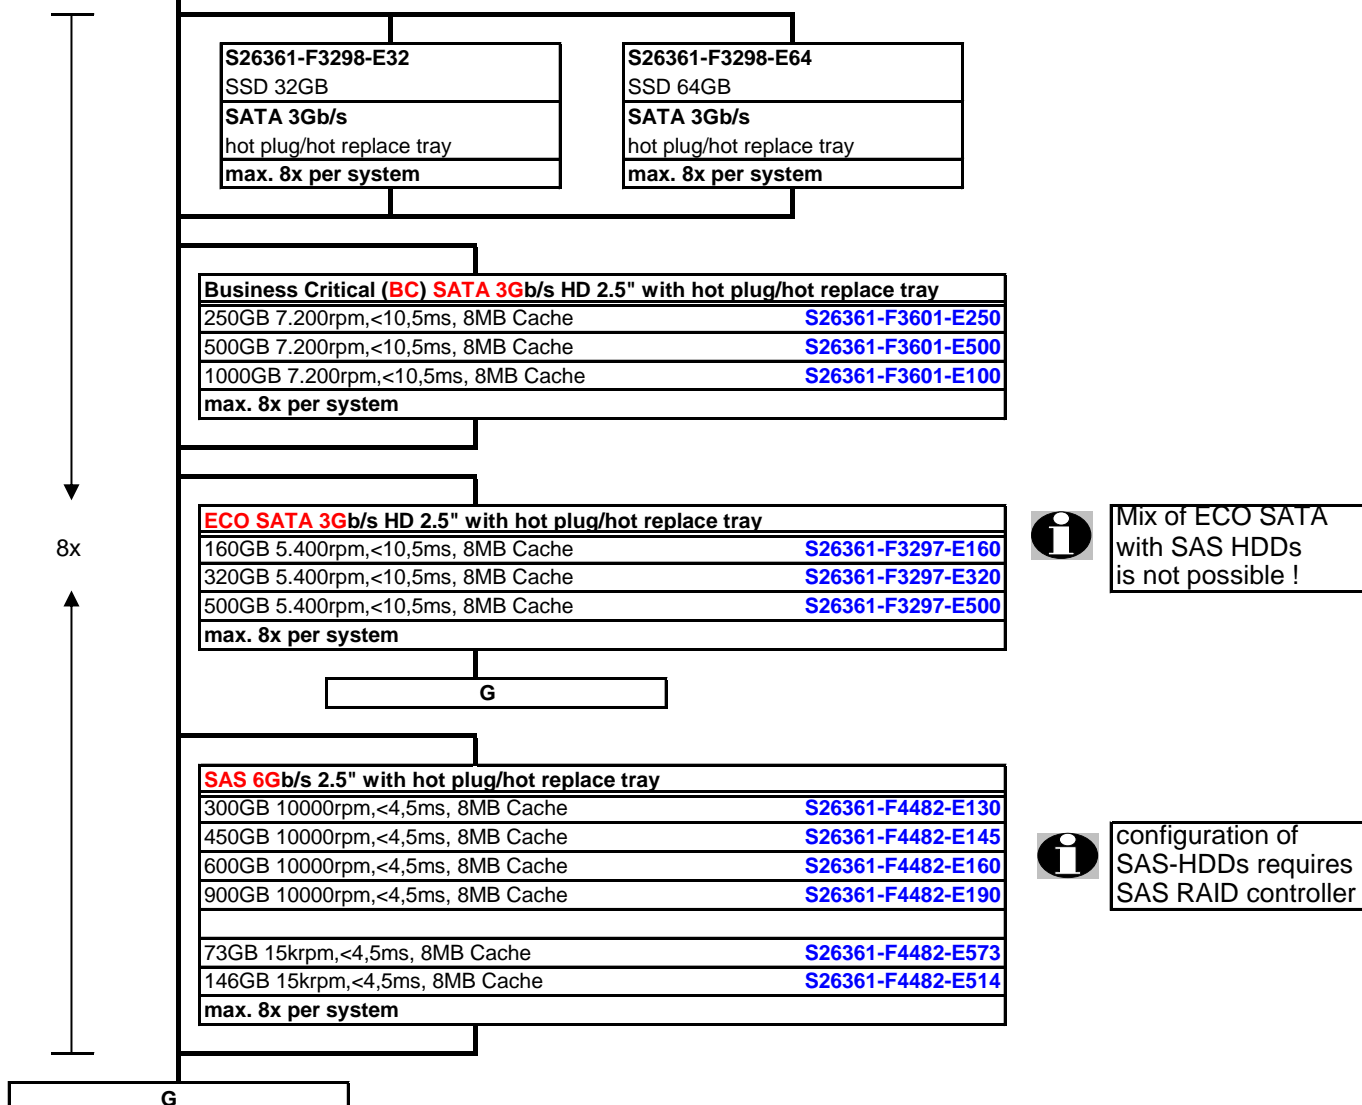 S26361-F3298-E32
SSD 32GB
SATA 3Gb/s
hot plug/hot replace tray
max. 8x per system
S26361-F3298-E64
SSD 64GB
SATA 3Gb/s
hot plug/hot replace tray
max. 8x per system
Business Critical (BC) SATA 3Gb/s HD 2.5" with hot plug/hot replace tray
250GB 7.200rpm,<10,5ms, 8MB Cache S26361-F3601-E250
500GB 7.200rpm,<10,5ms, 8MB Cache S26361-F3601-E500
1000GB 7.200rpm,<10,5ms, 8MB Cache S26361-F3601-E100
max. 8x per system
8x
ECO SATA 3Gb/s HD 2.5" with hot plug/hot replace tray
160GB 5.400rpm,<10,5ms, 8MB Cache S26361-F3297-E160
320GB 5.400rpm,<10,5ms, 8MB Cache S26361-F3297-E320
500GB 5.400rpm,<10,5ms, 8MB Cache S26361-F3297-E500
max. 8x per system
Mix of ECO SATA
with SAS HDDs
is not possible !
G
SAS 6Gb/s 2.5" with hot plug/hot replace tray
300GB 10000rpm,<4,5ms, 8MB Cache S26361-F4482-E130
450GB 10000rpm,<4,5ms, 8MB Cache S26361-F4482-E145
600GB 10000rpm,<4,5ms, 8MB Cache S26361-F4482-E160
900GB 10000rpm,<4,5ms, 8MB Cache S26361-F4482-E190
73GB 15krpm,<4,5ms, 8MB Cache S26361-F4482-E573
146GB 15krpm,<4,5ms, 8MB Cache S26361-F4482-E514
max. 8x per system
configuration of
SAS-HDDs requires
SAS RAID controller
G